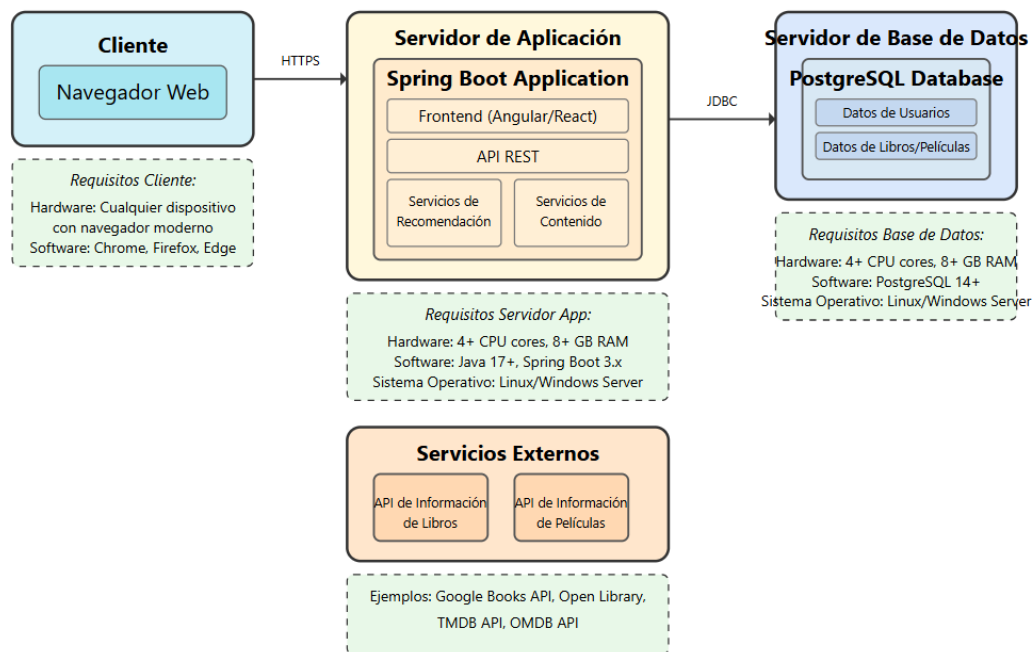 Cliente
Navegador Web
Requisitos Cliente:
Hardware: Cualquier dispositivo
con navegador moderno
Software: Chrome, Firefox, Edge
HTTPS
Servidor de Aplicación
Spring Boot Application
Frontend (Angular/React)
API REST
Servicios de
Recomendación
Servicios de
Contenido
Requisitos Servidor App:
Hardware: 4+ CPU cores, 8+ GB RAM
Software: Java 17+, Spring Boot 3.x
Sistema Operativo: Linux/Windows Server
JDBC
Servidor de Base de Datos
PostgreSQL Database
Datos de Usuarios
Datos de Libros/Películas
Requisitos Base de Datos:
Hardware: 4+ CPU cores, 8+ GB RAM
Software: PostgreSQL 14+
Sistema Operativo: Linux/Windows Server
Servicios Externos
API de Información
de Libros
API de Información
de Películas
Ejemplos: Google Books API, Open Library,
TMDB API, OMDB API